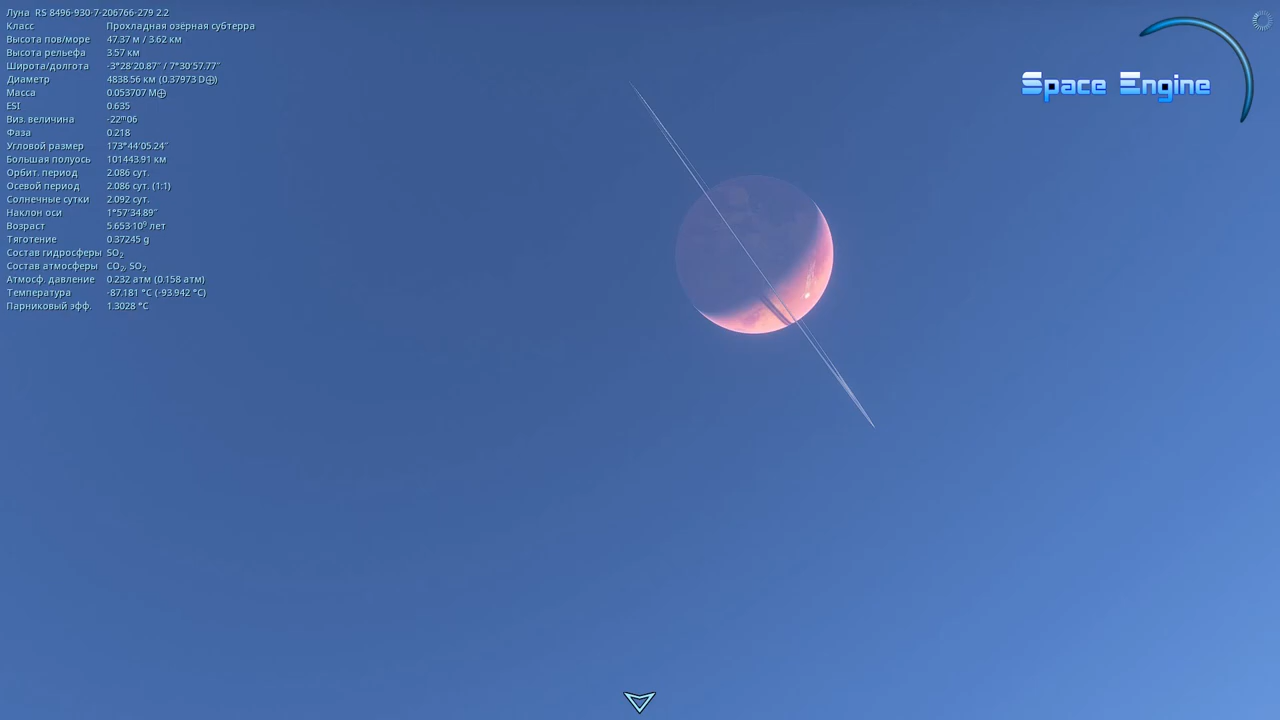 Луна RS 8496-930-7-206766-279 2.2
Класс Прохладная озёрная субтерра
Высота пов/море 47.37 м / 3.62 км
Высота рельефа 3.57 км
Широта/долгота -3°28′20.87″ / 7°30′57.77″
Диаметр 4838.56 км (0.37973 D⊕)
Масса 0.053707 M⊕
ESI 0.635
Виз. величина -22ᵐ06
Фаза 0.218
Угловой размер 173°44′05.24″
Большая полуось 101443.91 км
Орбит. период 2.086 сут.
Осевой период 2.086 сут. (1:1)
Солнечные сутки 2.092 сут.
Наклон оси 1°57′34.89″
Возраст 5.653·10⁹ лет
Тяготение 0.37245 g
Состав гидросферы SO₂
Состав атмосферы CO₂, SO₂
Атмосф. давление 0.232 атм (0.158 атм)
Температура -87.181 °C (-93.942 °C)
Парниковый эфф. 1.3028 °C
Space Engine